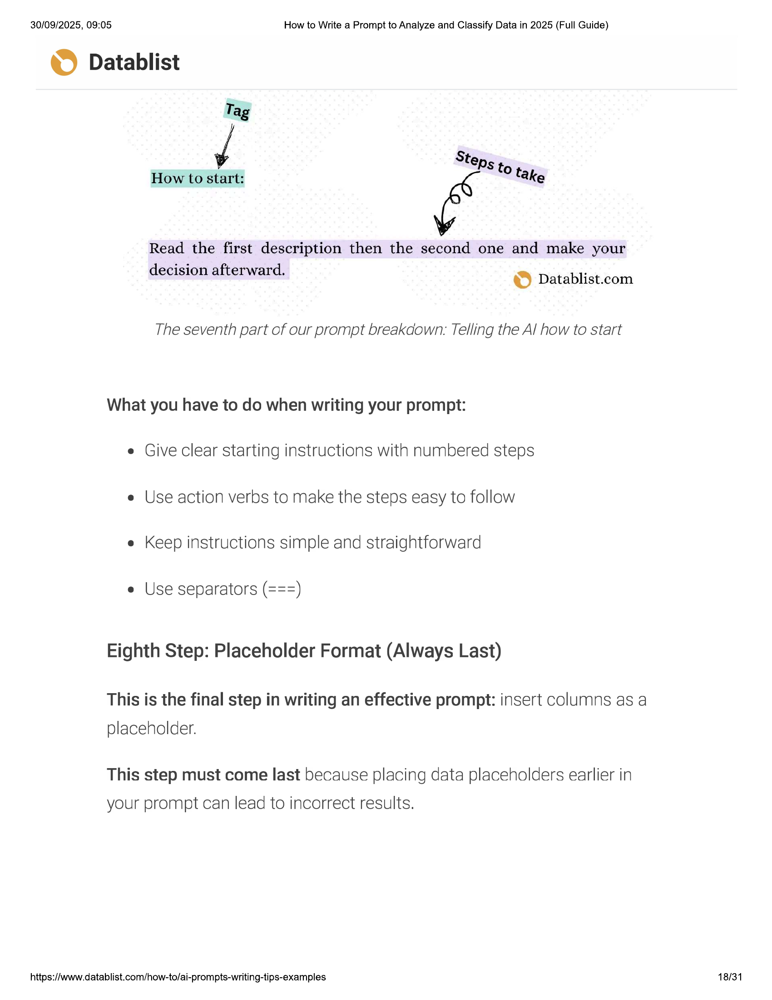 30/09/2025, 09:05
How to Write a Prompt to Analyze and Classify Data in 2025 (Full Guide)
Datablist
Tag
How to start:
Steps to take
Read the first description then the second one and make your
decision afterward.
Datablist.com
The seventh part of our prompt breakdown: Telling the AI how to start
What you have to do when writing your prompt:
• Give clear starting instructions with numbered steps
• Use action verbs to make the steps easy to follow
• Keep instructions simple and straightforward
• Use separators (===)
Eighth Step: Placeholder Format (Always Last)
This is the final step in writing an effective prompt: insert columns as a
placeholder.
This step must come last because placing data placeholders earlier in
your prompt can lead to incorrect results.
https://www.datablist.com/how-to/ai-prompts-writing-tips-examples
18/31